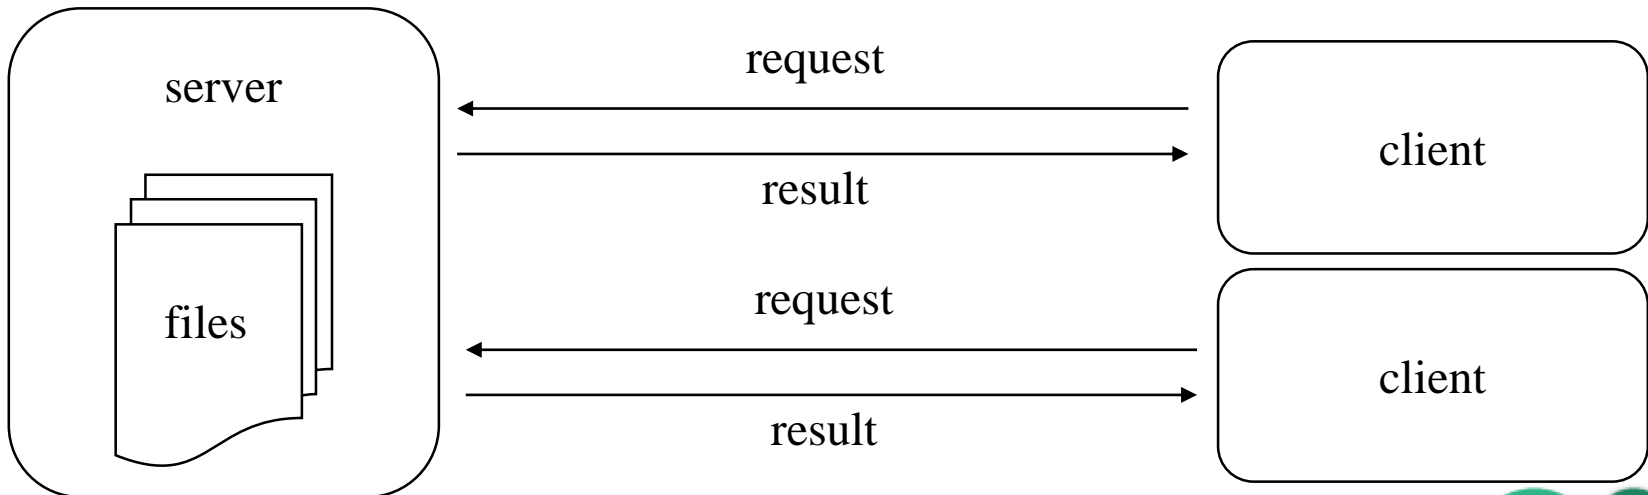 server
files
request
result
client
request
result
client